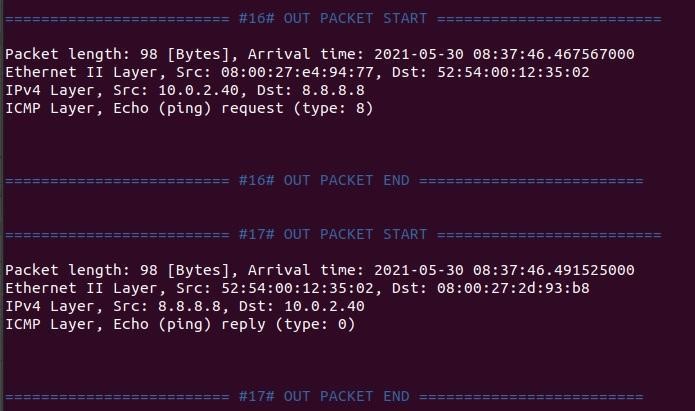 ========================= #16# OUT PACKET START =========================
Packet length: 98 [Bytes], Arrival time: 2021-05-30 08:37:46.467567000
Ethernet II Layer, Src: 08:00:27:e4:94:77, Dst: 52:54:00:12:35:02
IPv4 Layer, Src: 10.0.2.40, Dst: 8.8.8.8
ICMP Layer, Echo (ping) request (type: 8)
========================= #16# OUT PACKET END =========================
========================= #17# OUT PACKET START =========================
Packet length: 98 [Bytes], Arrival time: 2021-05-30 08:37:46.491525000
Ethernet II Layer, Src: 52:54:00:12:35:02, Dst: 08:00:27:2d:93:b8
IPv4 Layer, Src: 8.8.8.8, Dst: 10.0.2.40
ICMP Layer, Echo (ping) reply (type: 0)
========================= #17# OUT PACKET END =========================